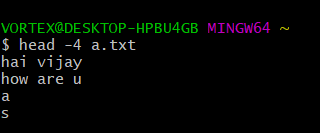 VORTEX@DESKTOP-HPBU4GB MINGW64 ~
$ head -4 a.txt
hai vijay
how are u
a
s